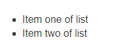 ▪ Item one of list
▪ Item two of list